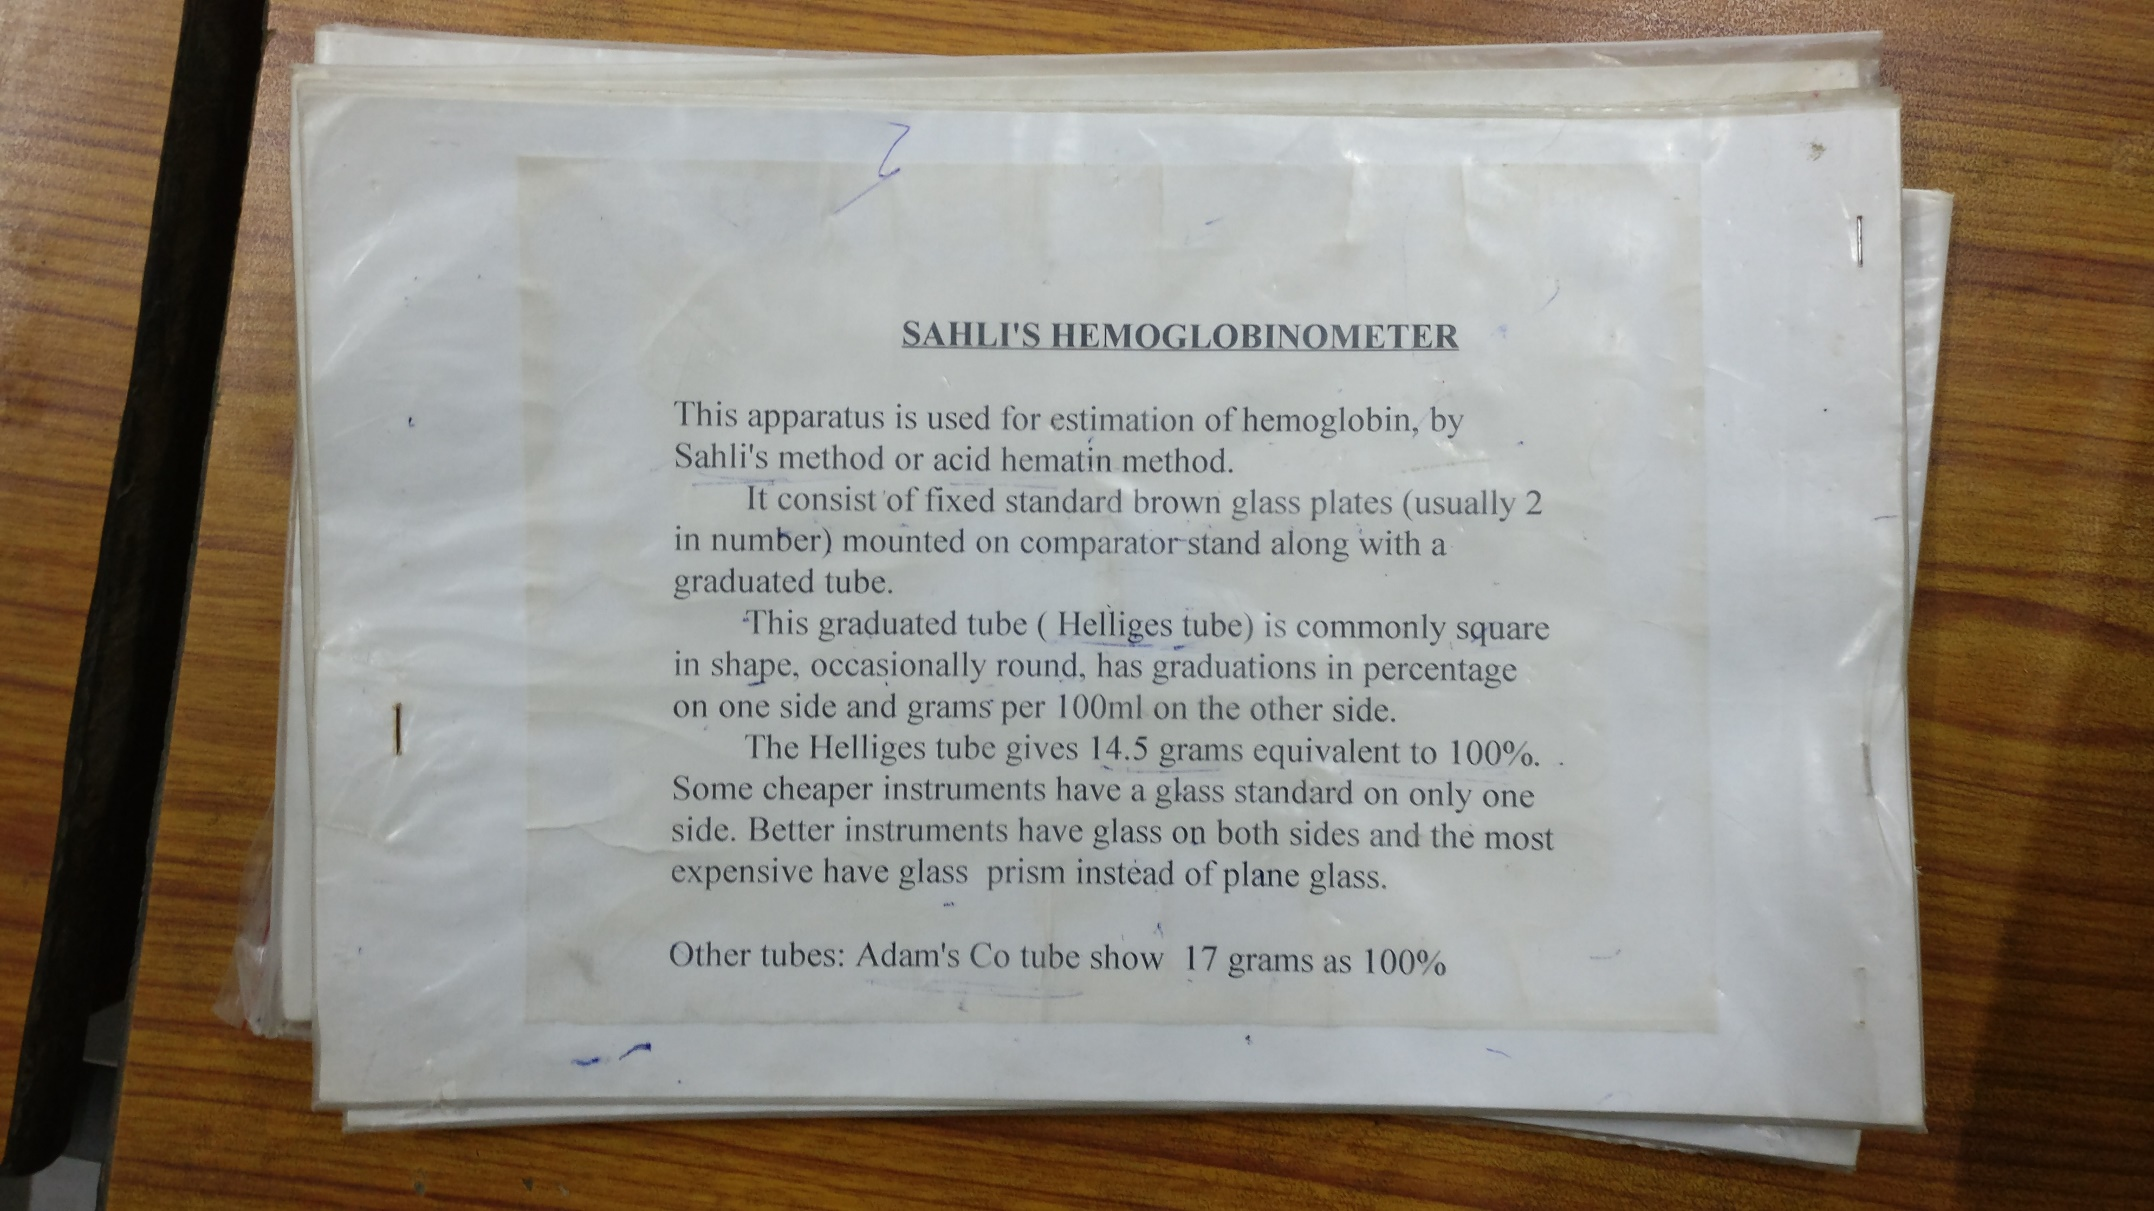 SAHLI'S HEMOGLOBINOMETER
This apparatus is used for estimation of hemoglobin, by
Sahli's method or acid hematin method.
It consist of fixed standard brown glass plates (usually 2
in number) mounted on comparator stand along with a
graduated tube.
This graduated tube ( Helliges tube) is commonly square
in shape, occasionally round, has graduations in percentage
on one side and grams per 100ml on the other side.
The Helliges tube gives 14.5 grams equivalent to 100%. .
Some cheaper instruments have a glass standard on only one
side. Better instruments have glass on both sides and the most
expensive have glass prism instead of plane glass.
Other tubes: Adam's Co tube show 17 grams as 100%